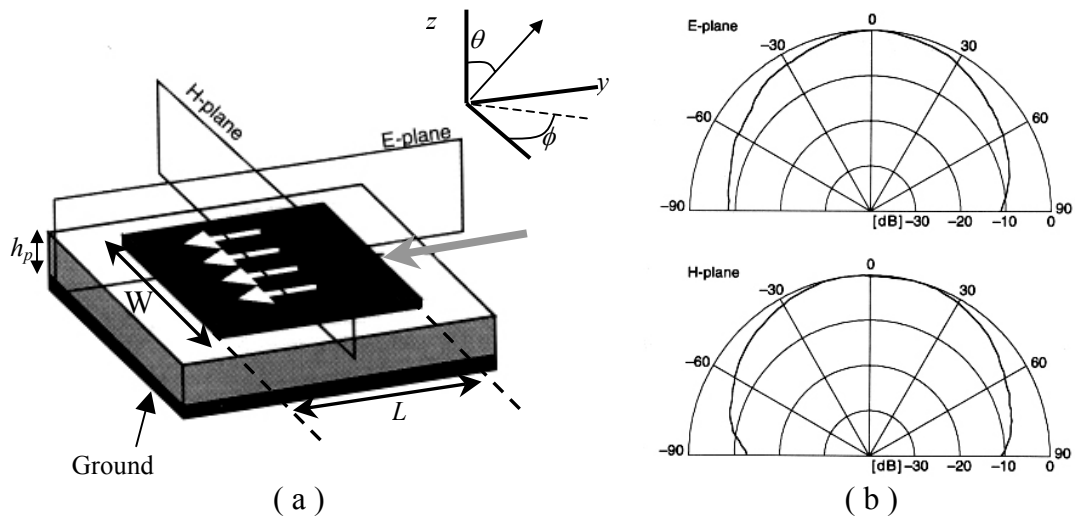 z
θ
y
ϕ
H-plane
E-plane
h_p
W
L
Ground
( a )
E-plane
0
−30
30
−60
60
−90
[dB] −30 −20 −10 0
90
H-plane
0
−30
30
−60
60
−90
[dB] −30 −20 −10 0
90
( b )